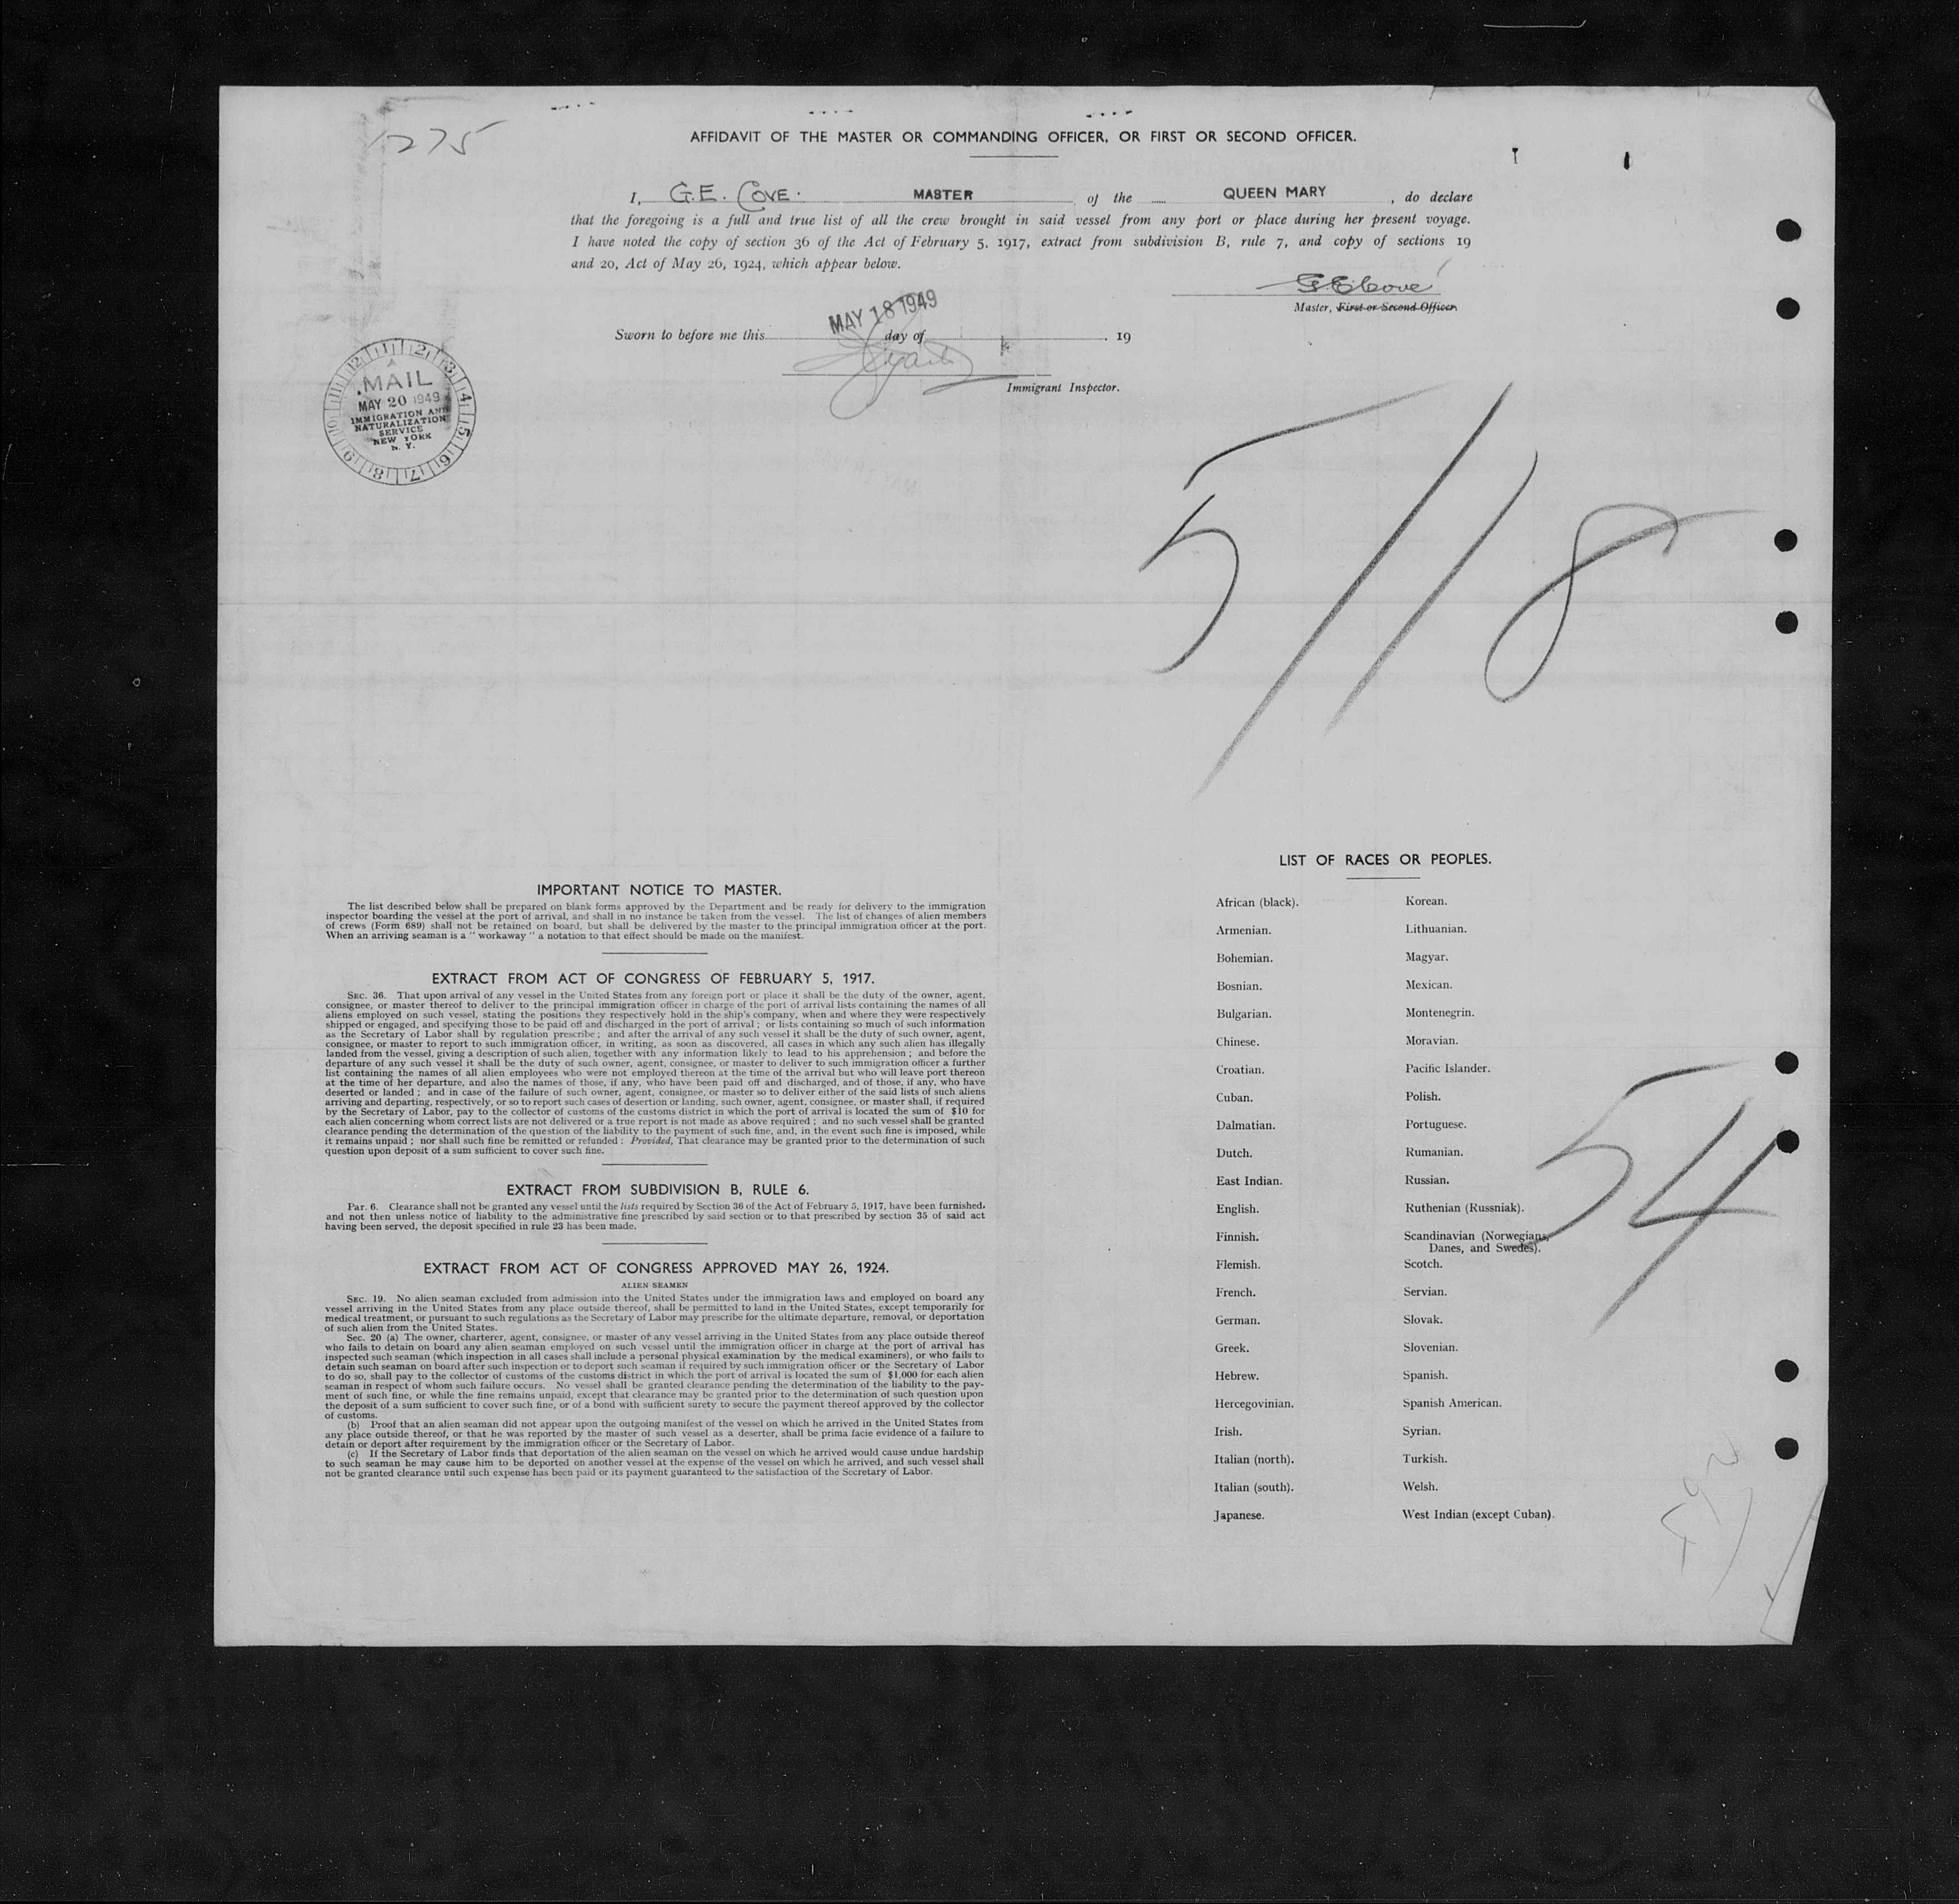 1275
AFFIDAVIT OF THE MASTER OR COMMANDING OFFICER, OR FIRST OR SECOND OFFICER.
I, G.E. COVE. MASTER of the QUEEN MARY, do declare
that the foregoing is a full and true list of all the crew brought in said vessel from any port or place during her present voyage.
I have noted the copy of section 36 of the Act of February 5, 1917, extract from subdivision B, rule 7, and copy of sections 19
and 20, Act of May 26, 1924, which appear below.
G.E. Cove
Master, First or Second Officer.
MAY 18 1949
Sworn to before me this day of , 19
Immigrant Inspector.
MAIL
MAY 20 1949
IMMIGRATION AND
NATURALIZATION
SERVICE
NEW YORK
N. Y.
5/18
IMPORTANT NOTICE TO MASTER.
The list described below shall be prepared on blank forms approved by the Department and be ready for delivery to the immigration
inspector boarding the vessel at the port of arrival, and shall in no instance be taken from the vessel. The list of changes of alien members
of crews (Form 689) shall not be retained on board, but shall be delivered by the master to the principal immigration officer at the port.
When an arriving seaman is a "workaway" a notation to that effect should be made on the manifest.
EXTRACT FROM ACT OF CONGRESS OF FEBRUARY 5, 1917.
SEC. 36. That upon arrival of any vessel in the United States from any foreign port or place it shall be the duty of the owner, agent,
consignee, or master thereof to deliver to the principal immigration officer in charge of the port of arrival lists containing the names of all
aliens employed on such vessel, stating the positions they respectively hold in the ship's company, when and where they were respectively
shipped or engaged, and specifying those to be paid off and discharged in the port of arrival; or lists containing so much of such information
as the Secretary of Labor shall by regulation prescribe; and after the arrival of any such vessel it shall be the duty of such owner, agent,
consignee, or master to report to such immigration officer, in writing, as soon as discovered, all cases in which any such alien has illegally
landed from the vessel, giving a description of such alien, together with any information likely to lead to his apprehension; and before the
departure of any such vessel it shall be the duty of such owner, agent, consignee, or master to deliver to such immigration officer a further
list containing the names of all alien employees who were not employed thereon at the time of the arrival but who will leave port thereon
at the time of her departure, and also the names of those, if any, who have been paid off and discharged, and of those, if any, who have
deserted or landed; and in case of the failure of such owner, agent, consignee, or master so to deliver either of the said lists of such aliens
arriving and departing, respectively, or so to report such cases of desertion or landing, such owner, agent, consignee, or master shall, if required
by the Secretary of Labor, pay to the collector of customs of the customs district in which the port of arrival is located the sum of $10 for
each alien concerning whom correct lists are not delivered or a true report is not made as above required; and no such vessel shall be granted
clearance pending the determination of the question of the liability to the payment of such fine, and, in the event such fine is imposed, while
it remains unpaid; nor shall such fine be remitted or refunded: Provided, That clearance may be granted prior to the determination of such
question upon deposit of a sum sufficient to cover such fine.
EXTRACT FROM SUBDIVISION B, RULE 6.
Par. 6. Clearance shall not be granted any vessel until the lists required by Section 36 of the Act of February 5, 1917, have been furnished,
and not then unless notice of liability to the administrative fine prescribed by said section or to that prescribed by section 35 of said act
having been served, the deposit specified in rule 23 has been made.
EXTRACT FROM ACT OF CONGRESS APPROVED MAY 26, 1924.
ALIEN SEAMEN
SEC. 19. No alien seaman excluded from admission into the United States under the immigration laws and employed on board any
vessel arriving in the United States from any place outside thereof, shall be permitted to land in the United States, except temporarily for
medical treatment, or pursuant to such regulations as the Secretary of Labor may prescribe for the ultimate departure, removal, or deportation
of such alien from the United States.
Sec. 20 (a) The owner, charterer, agent, consignee, or master of any vessel arriving in the United States from any place outside thereof
who fails to detain on board any alien seaman employed on such vessel until the immigration officer in charge at the port of arrival has
inspected such seaman (which inspection in all cases shall include a personal physical examination by the medical examiners), or who fails to
detain such seaman on board after such inspection or to deport such seaman if required by such immigration officer or the Secretary of Labor
to do so, shall pay to the collector of customs of the customs district in which the port of arrival is located the sum of $1,000 for each alien
seaman in respect of whom such failure occurs. No vessel shall be granted clearance pending the determination of the liability to the pay-
ment of such fine, or while the fine remains unpaid, except that clearance may be granted prior to the determination of such question upon
the deposit of a sum sufficient to cover such fine, or of a bond with sufficient surety to secure the payment thereof approved by the collector
of customs.
(b) Proof that an alien seaman did not appear upon the outgoing manifest of the vessel on which he arrived in the United States from
any place outside thereof, or that he was reported by the master of such vessel as a deserter, shall be prima facie evidence of a failure to
detain or deport after requirement by the immigration officer or the Secretary of Labor.
(c) If the Secretary of Labor finds that deportation of the alien seaman on the vessel on which he arrived would cause undue hardship
to such seaman he may cause him to be deported on another vessel at the expense of the vessel on which he arrived, and such vessel shall
not be granted clearance until such expense has been paid or its payment guaranteed to the satisfaction of the Secretary of Labor.
LIST OF RACES OR PEOPLES.
African (black).
Armenian.
Bohemian.
Bosnian.
Bulgarian.
Chinese.
Croatian.
Cuban.
Dalmatian.
Dutch.
East Indian.
English.
Finnish.
Flemish.
French.
German.
Greek.
Hebrew.
Hercegovinian.
Irish.
Italian (north).
Italian (south).
Japanese.
Korean.
Lithuanian.
Magyar.
Mexican.
Montenegrin.
Moravian.
Pacific Islander.
Polish.
Portuguese.
Rumanian.
Russian.
Ruthenian (Russniak).
Scandinavian (Norwegians,
Danes, and Swedes).
Scotch.
Servian.
Slovak.
Slovenian.
Spanish.
Spanish American.
Syrian.
Turkish.
Welsh.
West Indian (except Cuban).
54